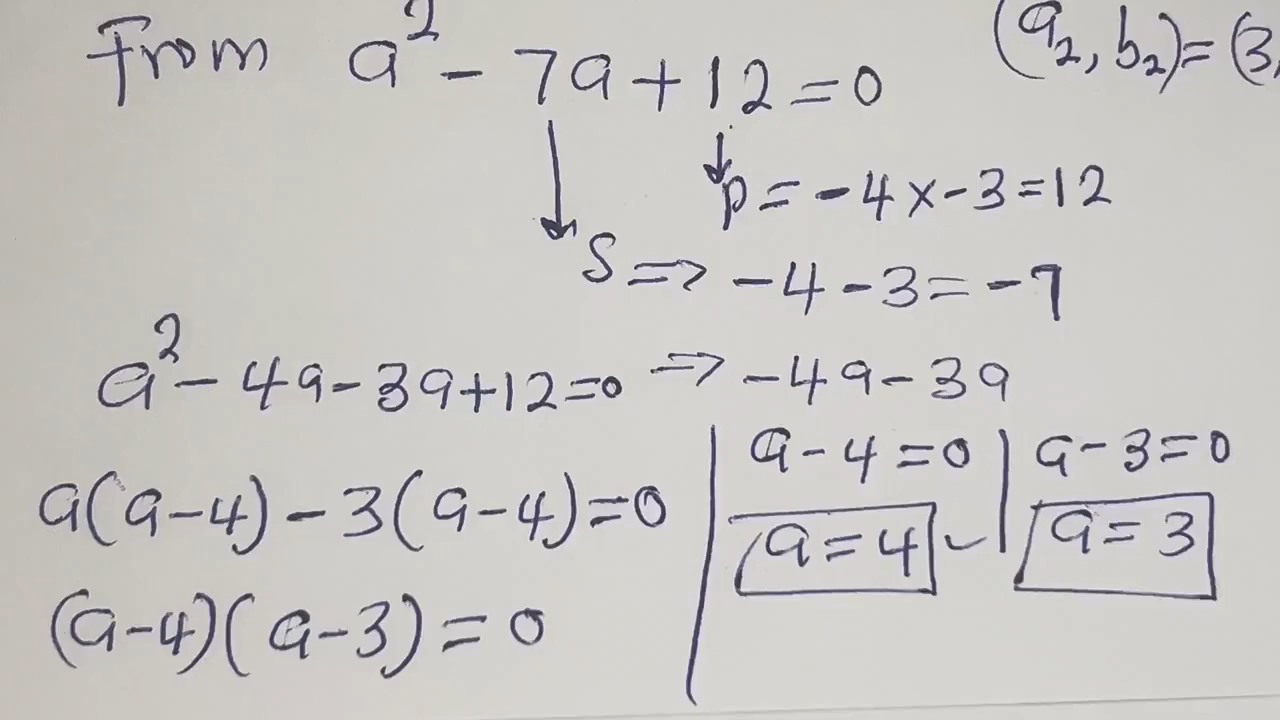 From a² - 7a + 12 = 0
(a₂, b₂) = (3,
p = -4 x -3 = 12
S => -4 - 3 = -7
a² - 4a - 3a + 12 = 0 => -4a - 3a
a(a-4) - 3(a-4) = 0
a - 4 = 0
a - 3 = 0
a = 4
a = 3
(a-4)(a-3) = 0